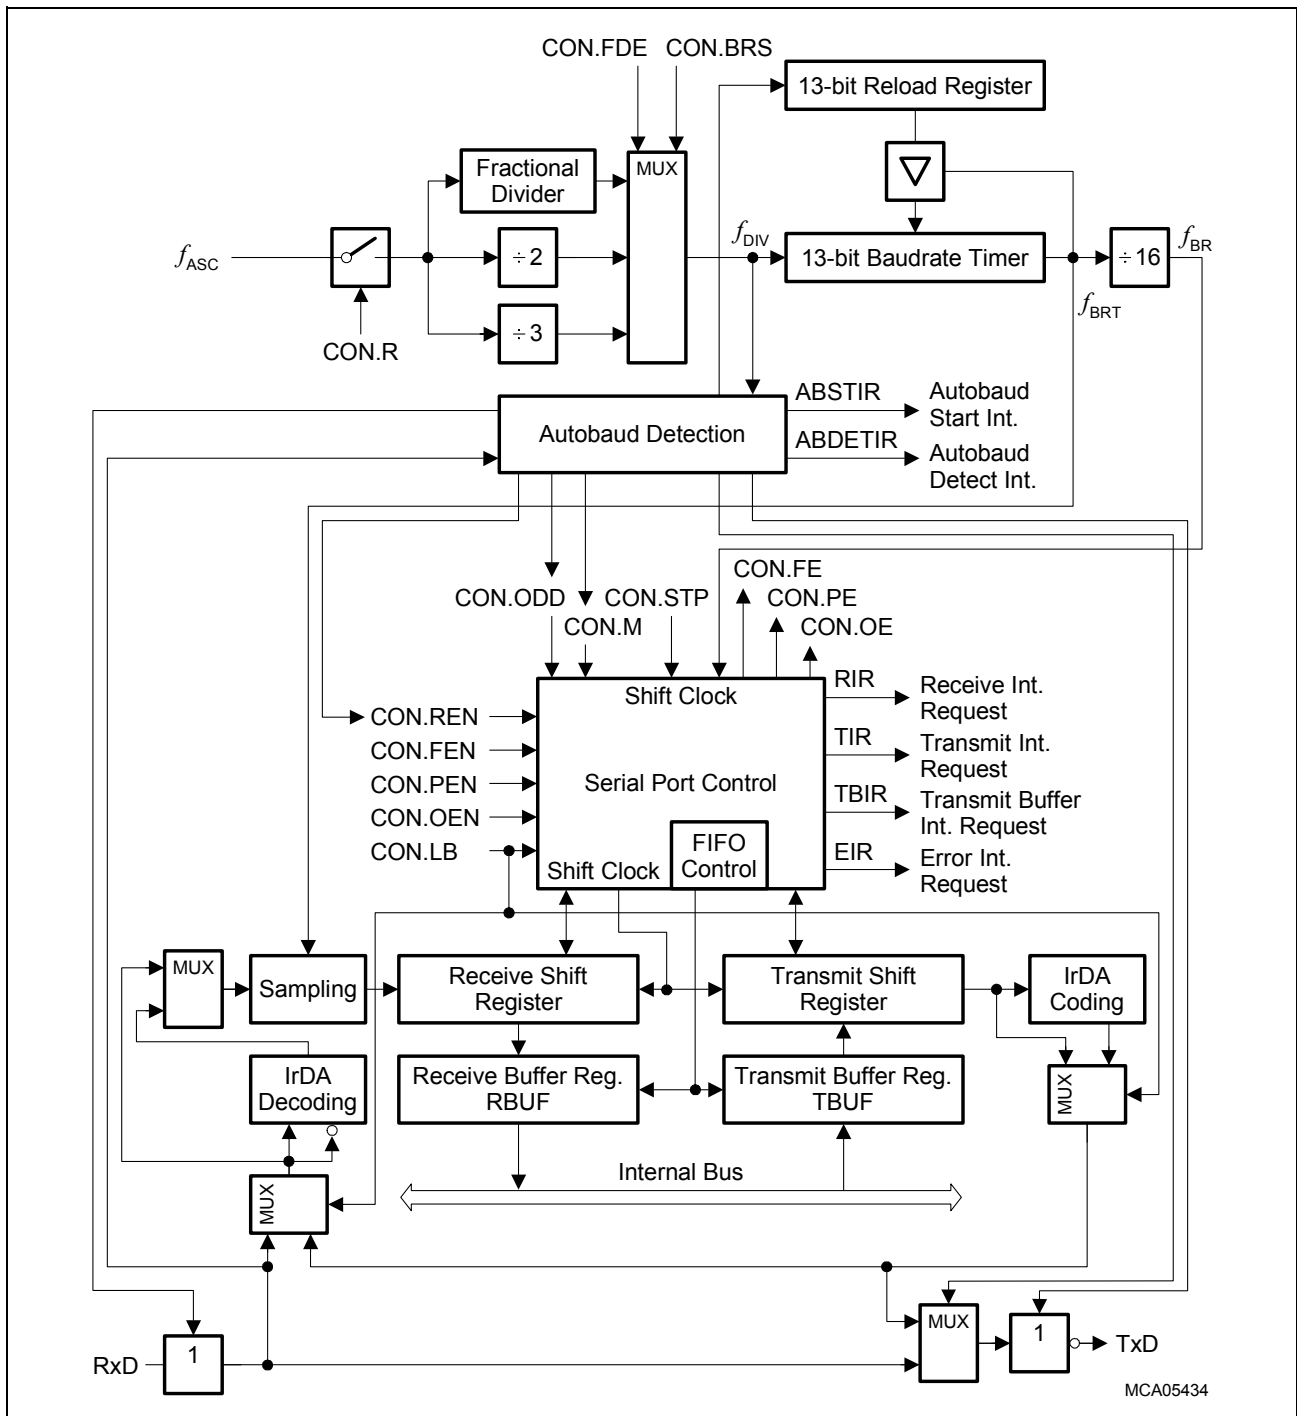 CON.FDE CON.BRS
13-bit Reload Register
Fractional
Divider
MUX
fASC
÷2
fDIV
13-bit Baudrate Timer
÷16
fBR
fBRT
÷3
CON.R
Autobaud Detection
ABSTIR
Autobaud
Start Int.
ABDETIR
Autobaud
Detect Int.
CON.FE
CON.ODD CON.STP CON.PE
CON.M CON.OE
Shift Clock
RIR
Receive Int.
Request
CON.REN
CON.FEN
TIR
Transmit Int.
Request
CON.PEN
Serial Port Control
CON.OEN
TBIR
Transmit Buffer
Int. Request
CON.LB
FIFO
Control
Shift Clock
EIR
Error Int.
Request
MUX
Sampling
Receive Shift
Register
Transmit Shift
Register
IrDA
Coding
IrDA
Decoding
Receive Buffer Reg.
RBUF
Transmit Buffer Reg.
TBUF
MUX
Internal Bus
MUX
RxD
1
MUX
1
TxD
MCA05434